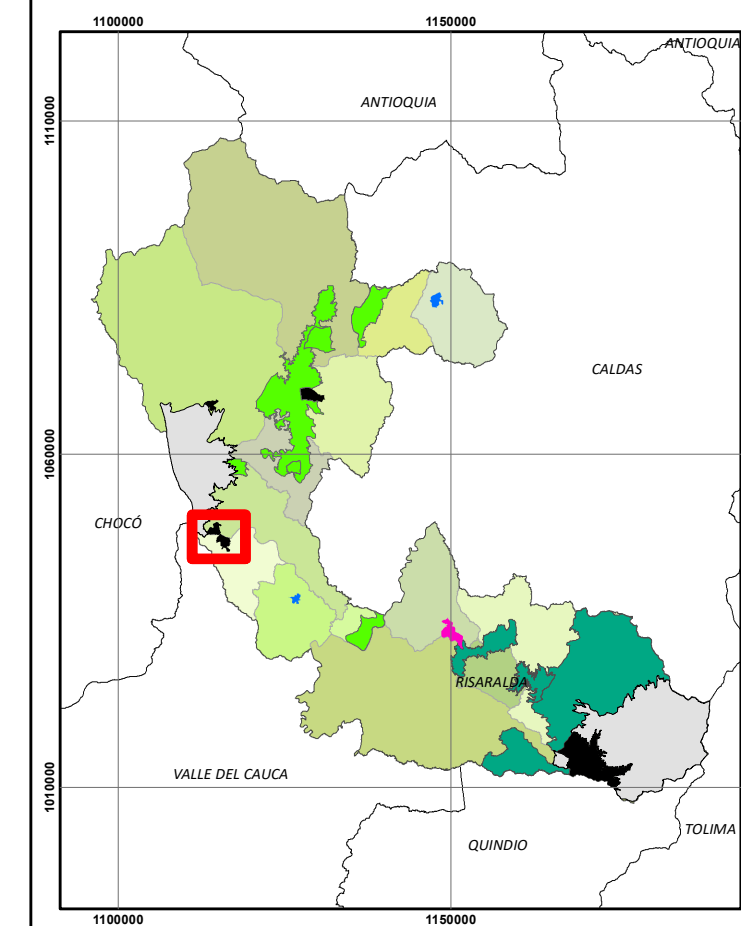 1100000
1150000
ANTIOQUIA
ANTIOQUIA
1110000
CALDAS
1060000
CHOCÓ
RISARALDA
VALLE DEL CAUCA
1010000
TOLIMA
QUINDIO
1100000
1150000